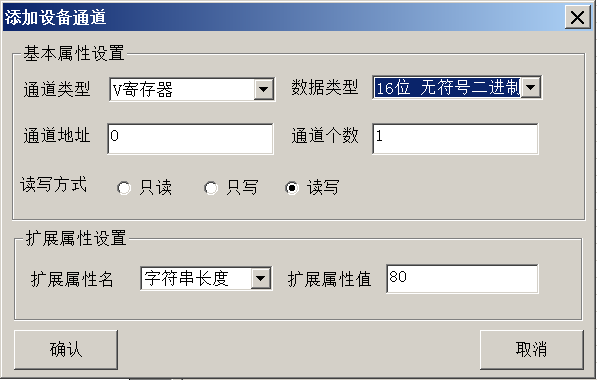 添加设备通道
基本属性设置
通道类型 V寄存器 数据类型 16位 无符号二进制
通道地址 0 通道个数 1
读写方式 只读 只写 读写
扩展属性设置
扩展属性名 字符串长度 扩展属性值 80
确认 取消